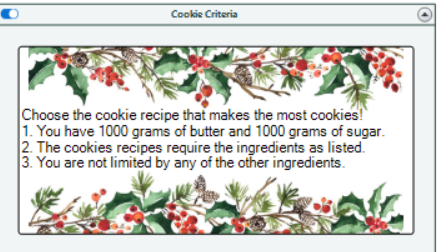 Cookie Criteria
Choose the cookie recipe that makes the most cookies!
1. You have 1000 grams of butter and 1000 grams of sugar.
2. The cookies recipes require the ingredients as listed.
3. You are not limited by any of the other ingredients.